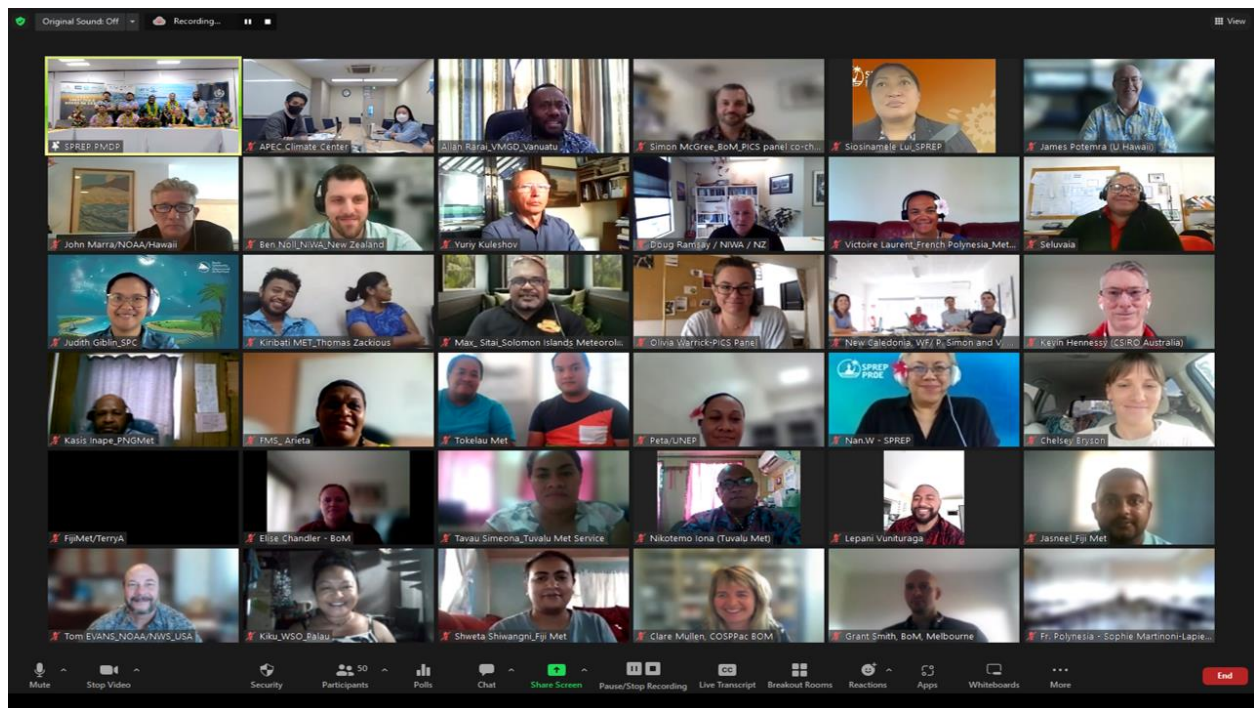 Original Sound: Off
Recording...
View
SPREP PMDP
APEC Climate Center
Allan Rarai_VMGD_Vanuatu
Simon McGree_BoM_PICS panel co-ch...
Siosinamele Lui_SPREP
James Potemra (U Hawaii)
John Marra/NOAA/Hawaii
Ben Noll_NIWA_New Zealand
Yuriy Kuleshov
Doug Ramsay / NIWA / NZ
Victoire Laurent_French Polynesia_Met...
Seluvaia
Judith Giblin_SPC
Kiribati MET_Thomas Zackious
Max_ Sitai_Solomon Islands Meteorol...
Olivia Warrick-PICS Panel
New Caledonia, WF/ P. Simon and V. ...
Kevin Hennessy (CSIRO Australia)
SPREP
PROE
Kasis Inape_PNGMet
FMS_ Arieta
Tokelau Met
Peta/UNEP
Nan.W - SPREP
Chelsey Bryson
FijiMet/TerryA
Elise Chandler - BoM
Tavau Simeona_Tuvalu Met Service
Nikotemo Iona (Tuvalu Met)
Lepani Vunituraga
Jasneel_Fiji Met
Tom EVANS_NOAA/NWS_USA
Kiku_WSO_Palau
Shweta Shiwangni_Fiji Met
Clare Mullen, COSPPac BOM
Grant Smith, BoM, Melbourne
Fr. Polynesia - Sophie Martinoni-Lapie...
50
Mute
Stop Video
Security
Participants
Polls
Chat
Share Screen
Pause/Stop Recording
CC
Live Transcript
Breakout Rooms
Reactions
Apps
Whiteboards
More
End